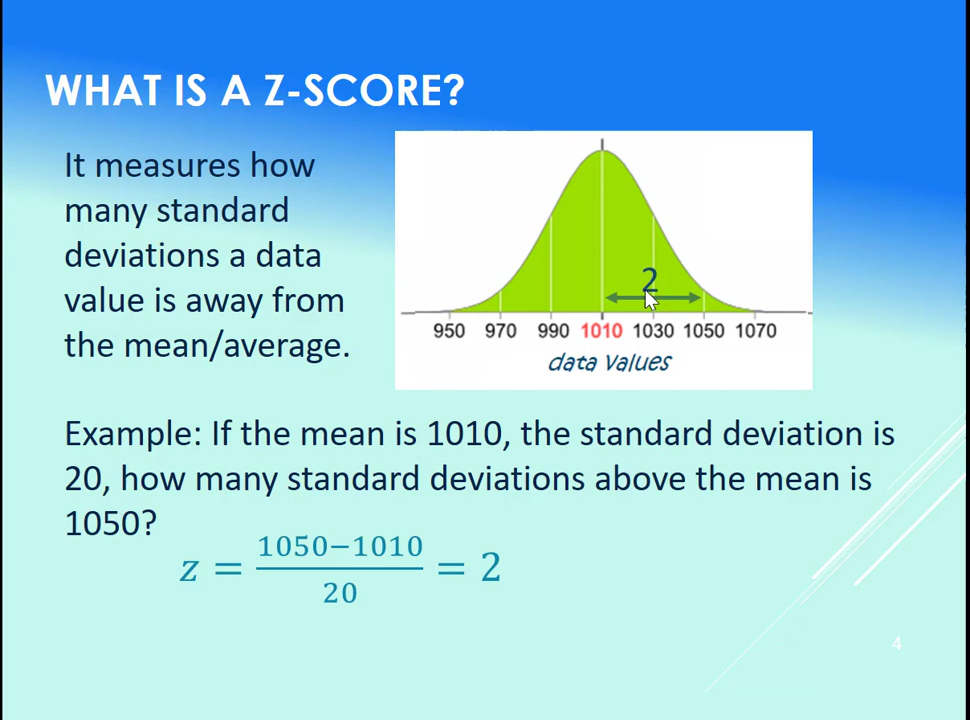 WHAT IS A Z-SCORE?
It measures how
many standard
deviations a data
value is away from
the mean/average.
2
950 970 990 1010 1030 1050 1070
data values
Example: If the mean is 1010, the standard deviation is
20, how many standard deviations above the mean is
1050?
z = \frac{1050−1010}{20} = 2
4